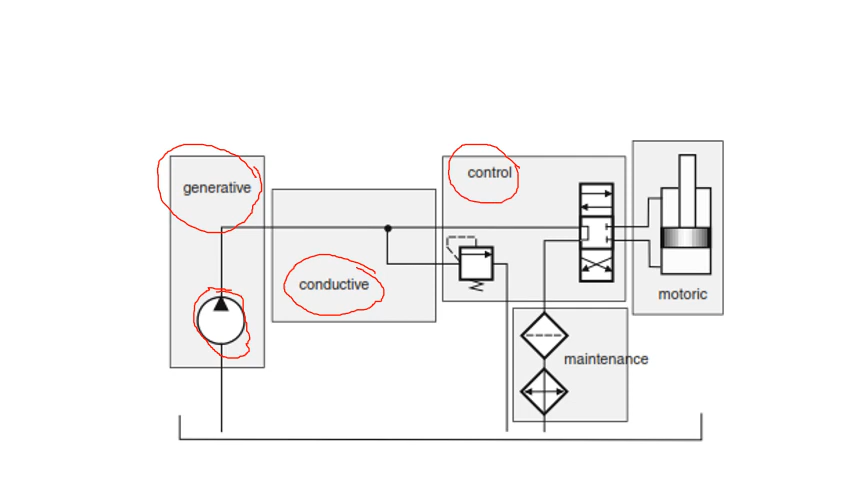 generative
control
conductive
motoric
maintenance